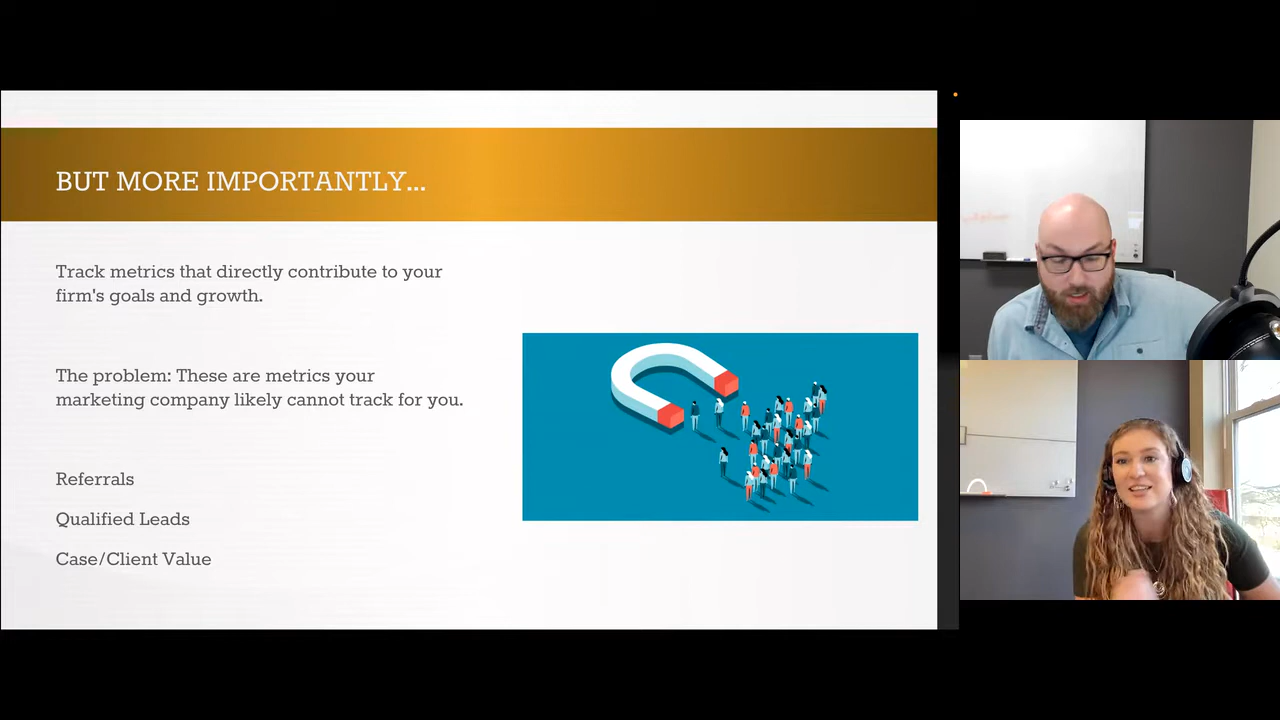 BUT MORE IMPORTANTLY...
Track metrics that directly contribute to your
firm's goals and growth.
The problem: These are metrics your
marketing company likely cannot track for you.
Referrals
Qualified Leads
Case/Client Value